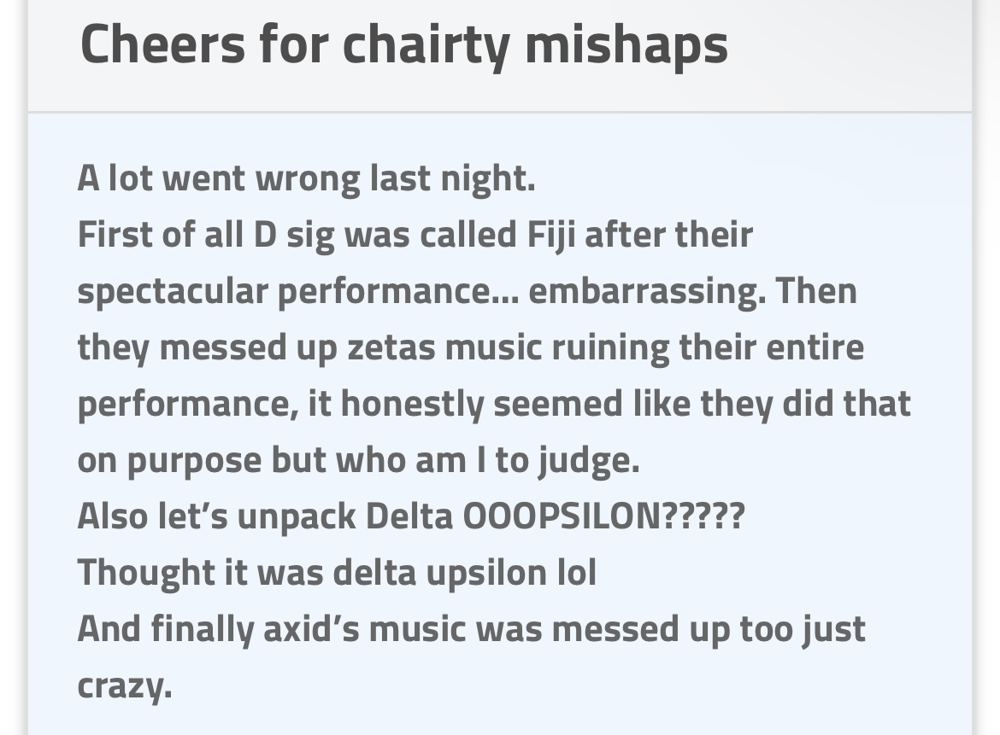 Cheers for chairty mishaps
A lot went wrong last night.
First of all D sig was called Fiji after their
spectacular performance... embarrassing. Then
they messed up zetas music ruining their entire
performance, it honestly seemed like they did that
on purpose but who am I to judge.
Also let’s unpack Delta OOOPSILON?????
Thought it was delta upsilon lol
And finally axid’s music was messed up too just
crazy.